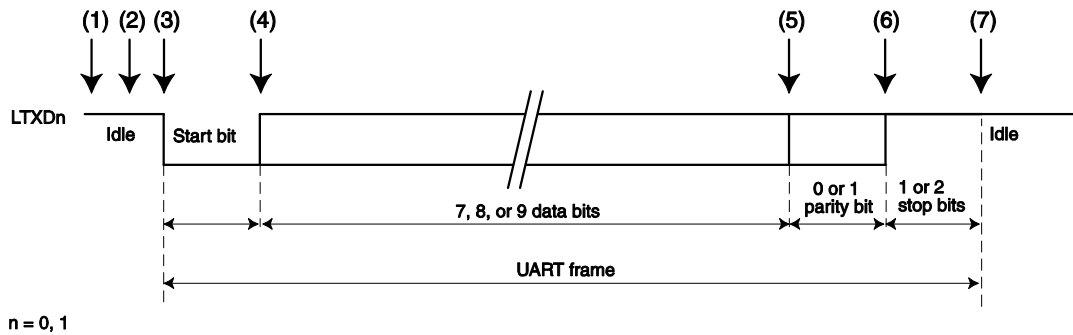 (1) (2) (3) (4) (5) (6) (7)
LTXDn
Idle
Start bit
Idle
7, 8, or 9 data bits
0 or 1
parity bit
1 or 2
stop bits
UART frame
n = 0, 1